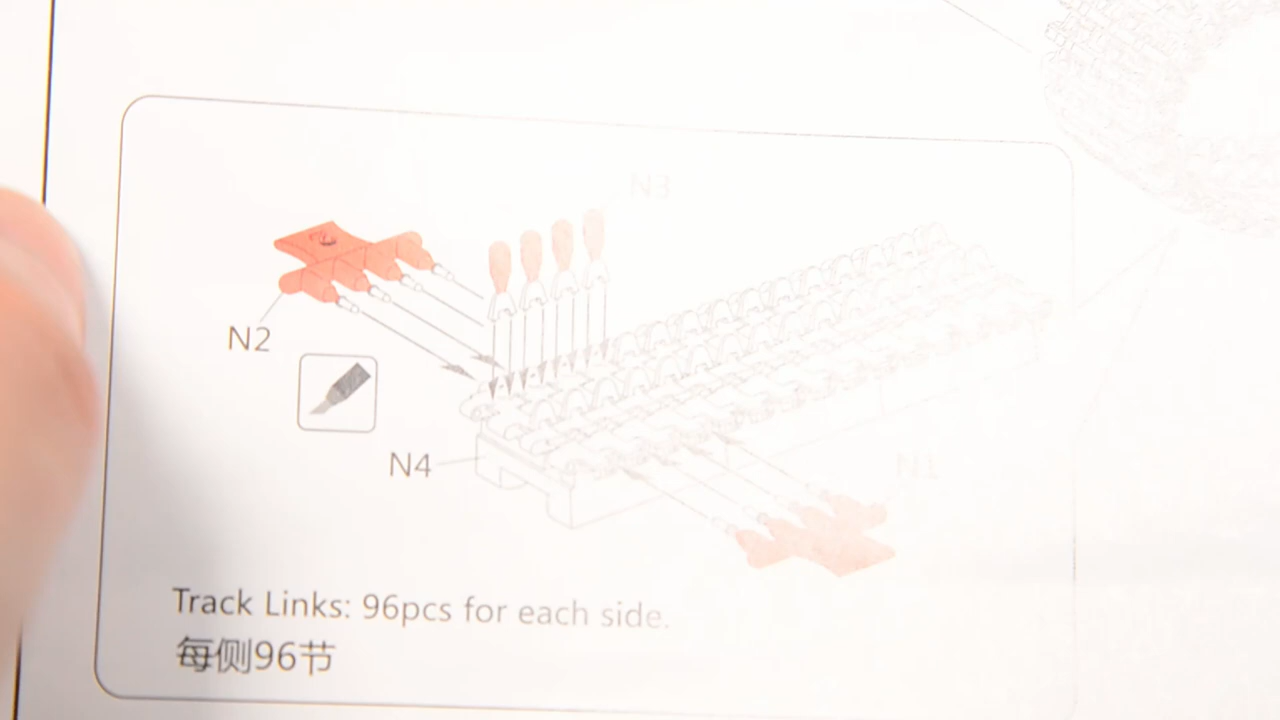 N3
N2
N4
N1
Track Links: 96pcs for each side.
每侧96节